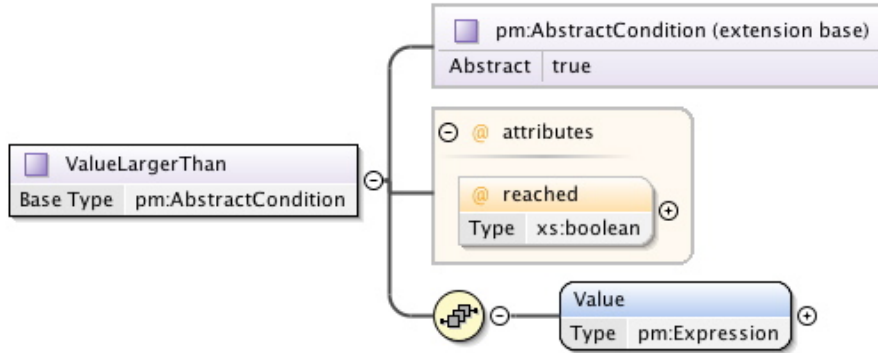 pm:AbstractCondition (extension base)
Abstract true
@ attributes
ValueLargerThan
Base Type pm:AbstractCondition
@ reached
Type xs:boolean
Value
Type pm:Expression